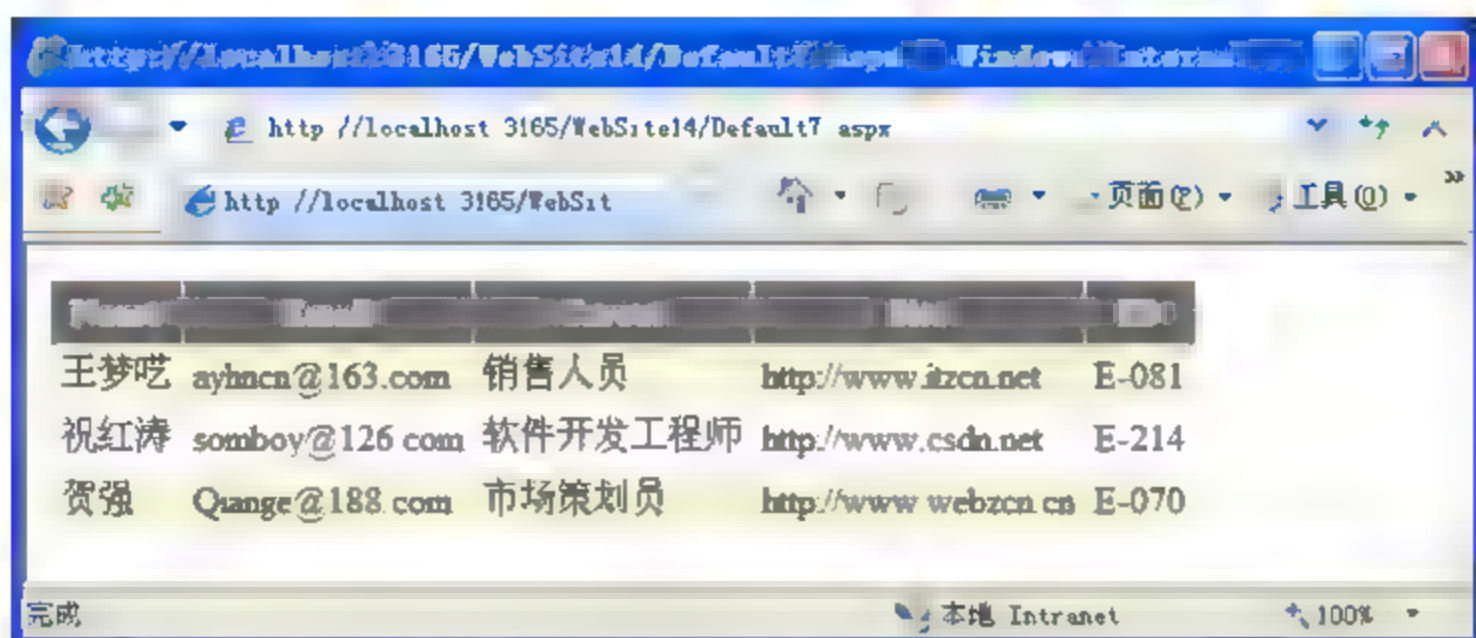 http //localhost 3165/WebSite14/Default7 aspx
http //localhost 3165/WebSit 页面(P) 工具(O)
王梦呓 ayhncn@163.com 销售人员 http://www.itzcn.net E-081
祝红涛 somboy@126 com 软件开发工程师 http://www.csdn.net E-214
贺强 Qiange@188 com 市场策划员 http://www webzcn cn E-070
完成 本地 Intranet 100%